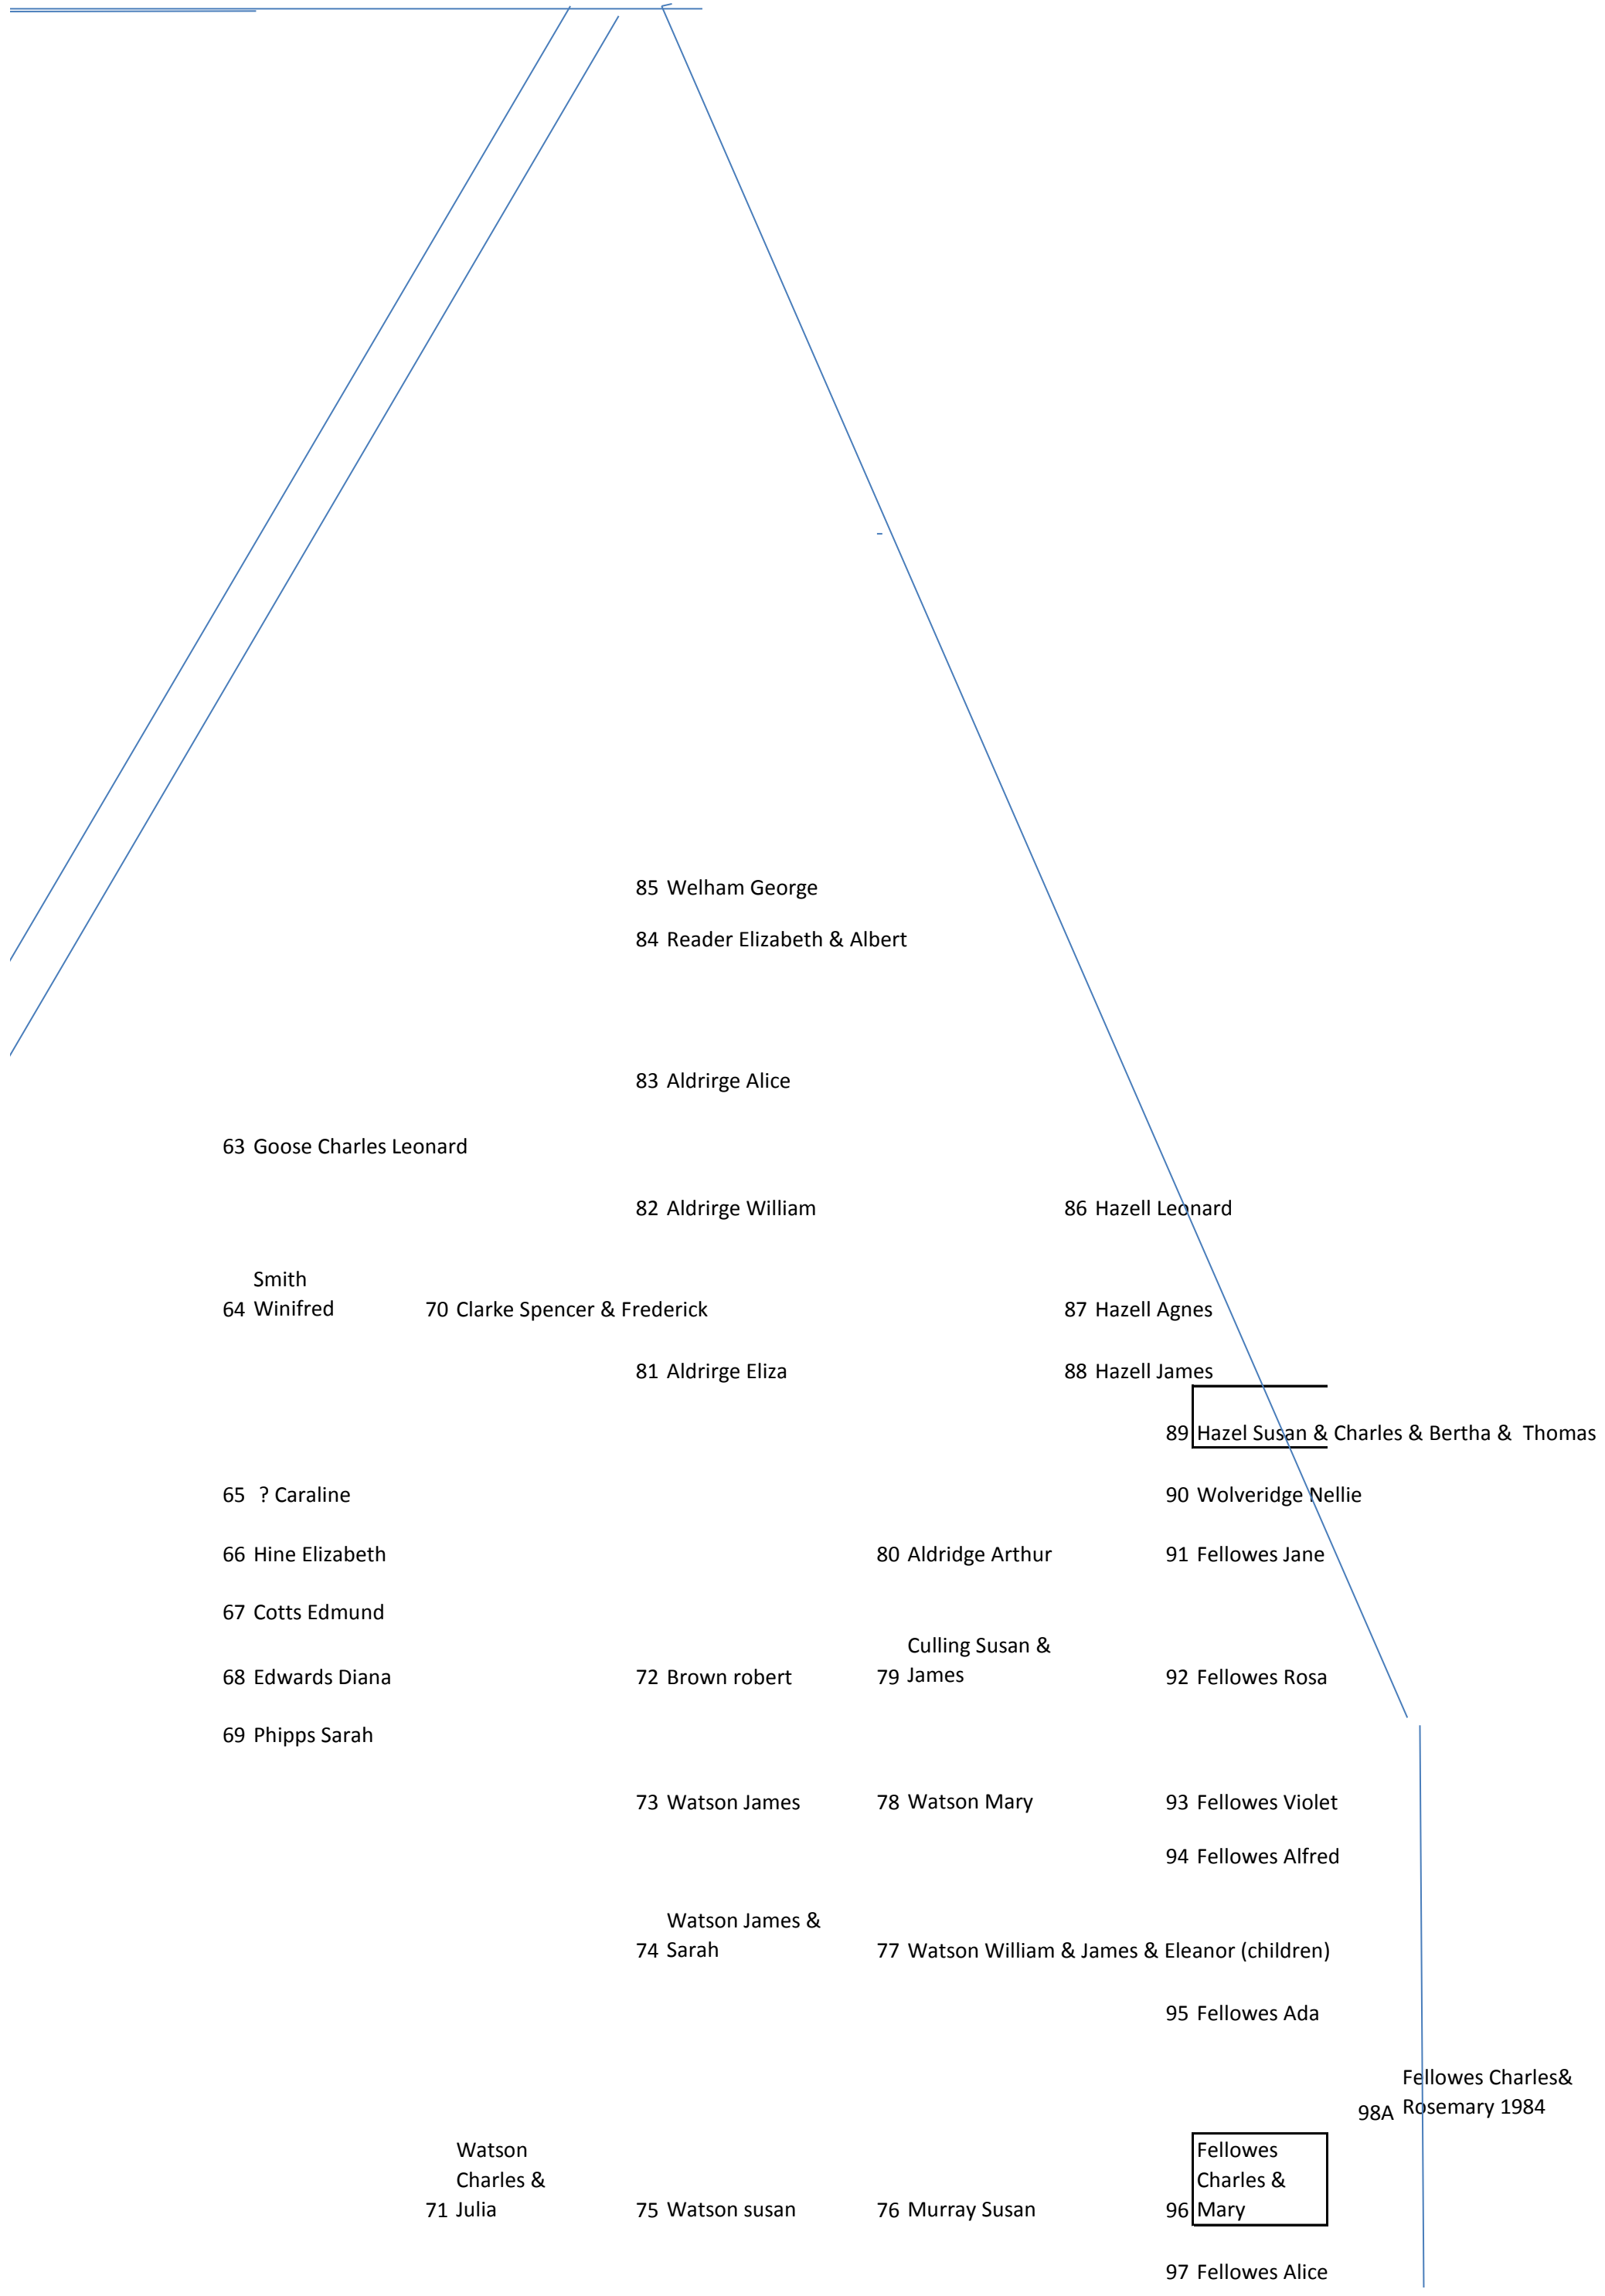 85 Welham George
84 Reader Elizabeth & Albert
83 Aldrirge Alice
63 Goose Charles Leonard
82 Aldrirge William 86 Hazell Leonard
Smith
64 Winifred 70 Clarke Spencer & Frederick 87 Hazell Agnes
81 Aldrirge Eliza 88 Hazell James
89 Hazel Susan & Charles & Bertha & Thomas
65 ? Caraline 90 Wolveridge Nellie
66 Hine Elizabeth 80 Aldridge Arthur 91 Fellowes Jane
67 Cotts Edmund
Culling Susan &
68 Edwards Diana 72 Brown robert 79 James 92 Fellowes Rosa
69 Phipps Sarah
73 Watson James 78 Watson Mary 93 Fellowes Violet
94 Fellowes Alfred
Watson James &
74 Sarah 77 Watson William & James & Eleanor (children)
95 Fellowes Ada
Fellowes Charles&
98A Rosemary 1984
Watson Fellowes
Charles & Charles &
71 Julia 75 Watson susan 76 Murray Susan 96 Mary
97 Fellowes Alice